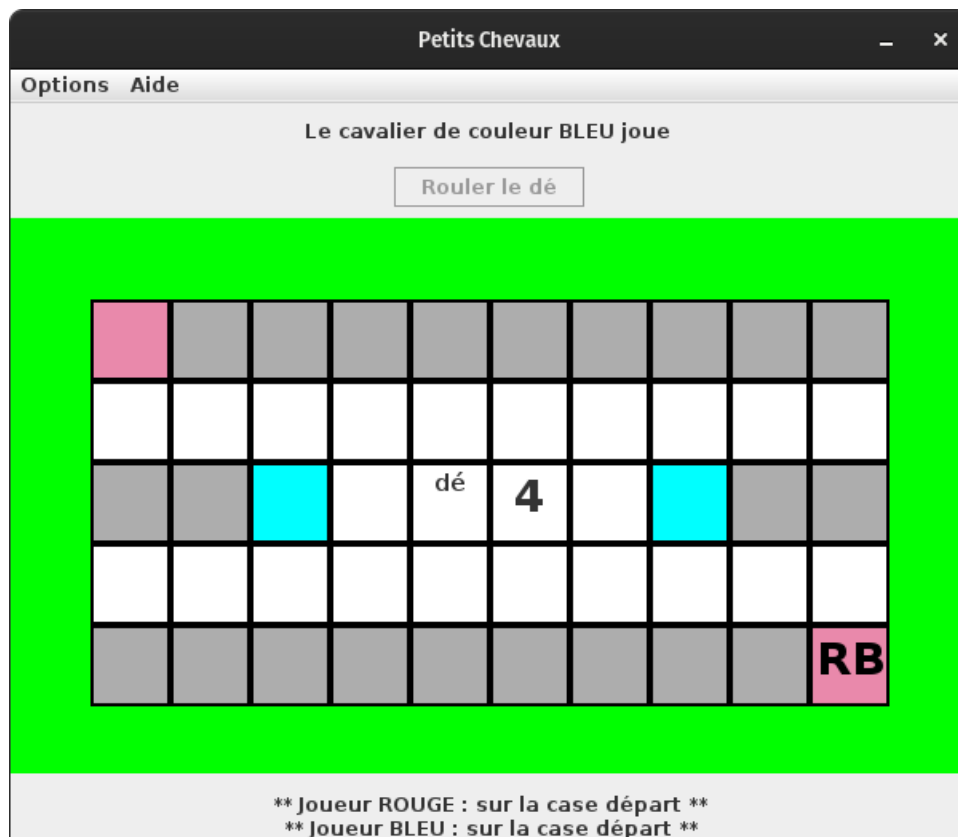 Petits Chevaux
Options Aide
Le cavalier de couleur BLEU joue
Rouler le dé
dé 4
RB
** Joueur ROUGE : sur la case départ **
** Joueur BLEU : sur la case départ **